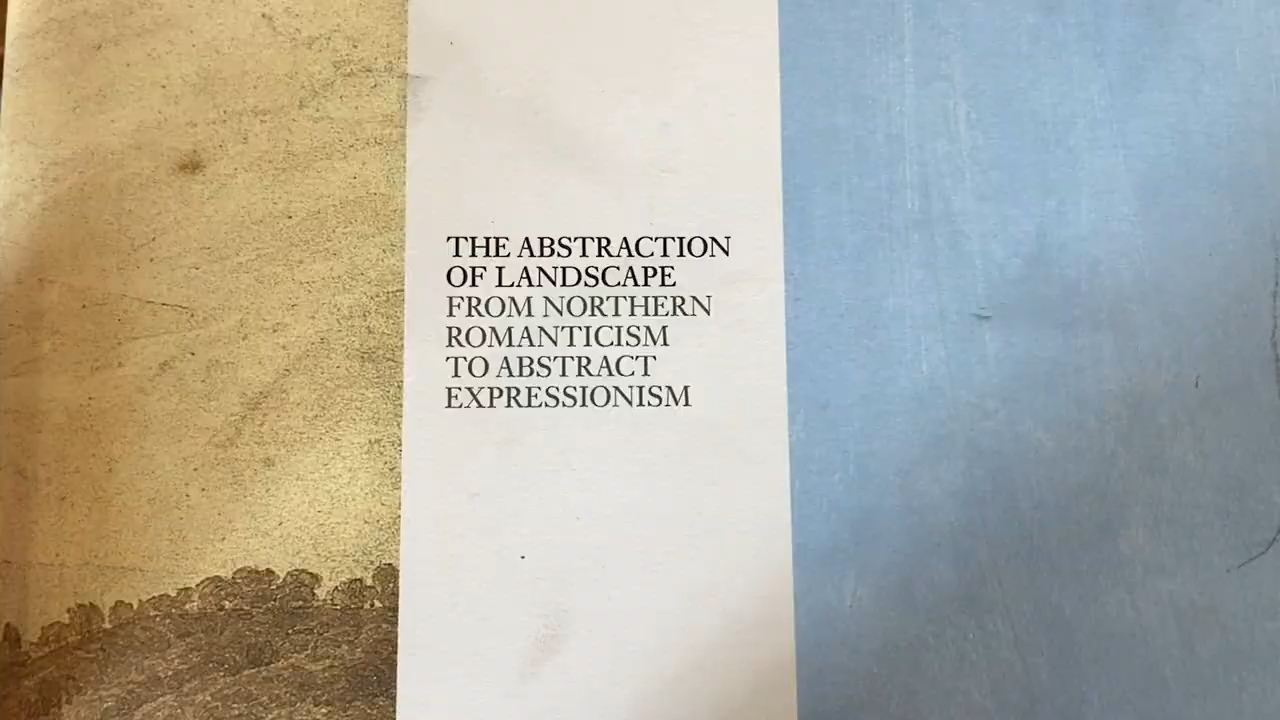 THE ABSTRACTION
OF LANDSCAPE
FROM NORTHERN
ROMANTICISM
TO ABSTRACT
EXPRESSIONISM